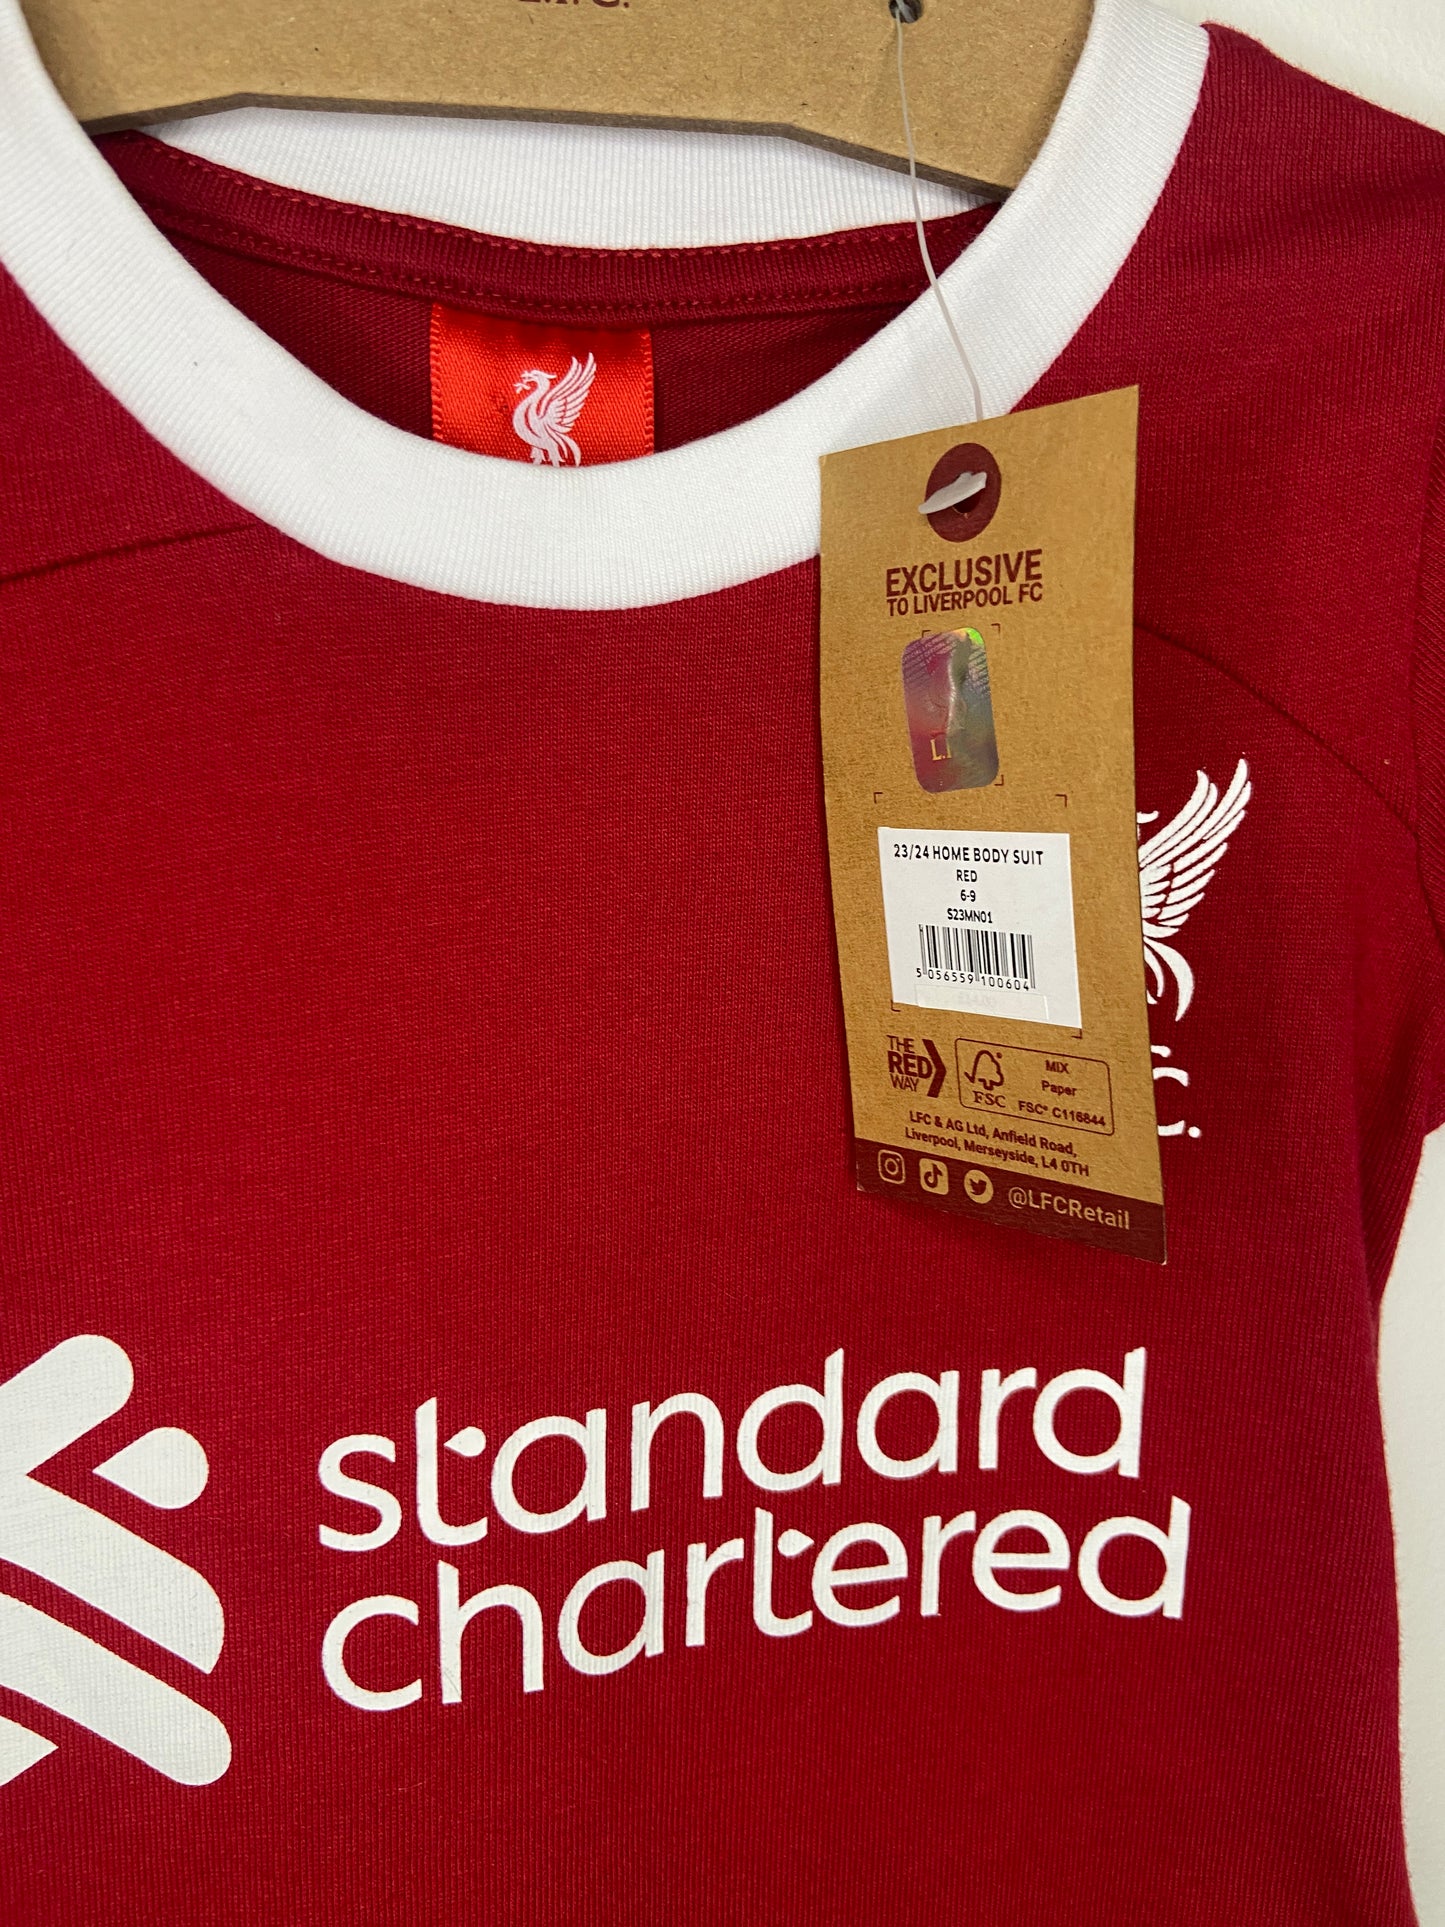 EXCLUSIVE
TO LIVERPOOL FC
23/24 HOME BODY SUIT
RED
6-9
S23MN01
5 056559 100604
THE
RED
WAY
FSC
MIX
Paper
FSC® C116844
LFC & AG Ltd, Anfield Road,
Liverpool, Merseyside, L4 0TH
@LFCRetail
standard
chartered